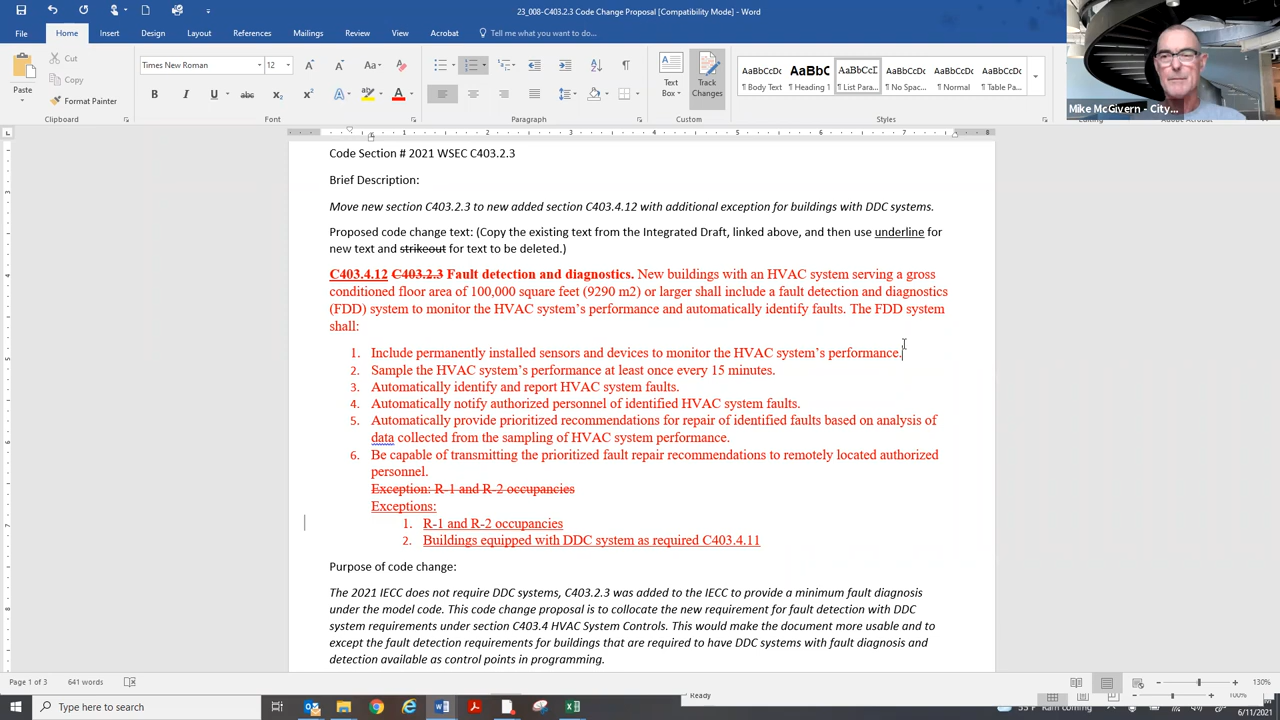 23_008-C403.2.3 Code Change Proposal [Compatibility Mode] - Word
File Home Insert Draw Design Layout References Mailings Review View Acrobat Tell me what you want to do
Paste
Cut
Copy
Format Painter
Clipboard
Times New Roman 12
Font
Paragraph
Text Box
Track Changes
Custom
AaBbCcDc AaBbC AaBbCcD AaBbCcDc AaBbCcDc AaBbCcDc
¶ Body Text ¶ Heading 1 ¶ List Para... ¶ No Spac... ¶ Normal ¶ Table Pa...
Styles
Mike McGivern - City...
Code Section # 2021 WSEC C403.2.3
Brief Description:
Move new section C403.2.3 to new added section C403.4.12 with additional exception for buildings with DDC systems.
Proposed code change text: (Copy the existing text from the Integrated Draft, linked above, and then use underline for
new text and strikeout for text to be deleted.)
C403.4.12 C403.2.3 Fault detection and diagnostics. New buildings with an HVAC system serving a gross
conditioned floor area of 100,000 square feet (9290 m2) or larger shall include a fault detection and diagnostics
(FDD) system to monitor the HVAC system's performance and automatically identify faults. The FDD system
shall:
1. Include permanently installed sensors and devices to monitor the HVAC system's performance.
2. Sample the HVAC system's performance at least once every 15 minutes.
3. Automatically identify and report HVAC system faults.
4. Automatically notify authorized personnel of identified HVAC system faults.
5. Automatically provide prioritized recommendations for repair of identified faults based on analysis of
data collected from the sampling of HVAC system performance.
6. Be capable of transmitting the prioritized fault repair recommendations to remotely located authorized
personnel.
Exception: R-1 and R-2 occupancies
Exceptions:
1. R-1 and R-2 occupancies
2. Buildings equipped with DDC system as required C403.4.11
Purpose of code change:
The 2021 IECC does not require DDC systems, C403.2.3 was added to the IECC to provide a minimum fault diagnosis
under the model code. This code change proposal is to collocate the new requirement for fault detection with DDC
system requirements under section C403.4 HVAC System Controls. This would make the document more usable and to
except the fault detection requirements for buildings that are required to have DDC systems with fault diagnosis and
detection available as control points in programming.
Page 1 of 3 641 words 130%
Ready 100%
Type here to search
6/11/2021